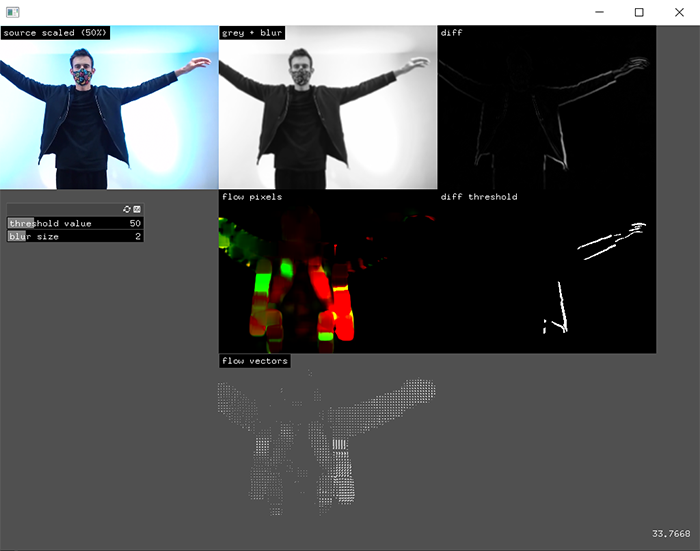 source scaled (50%)
grey + blur
diff
flow pixels
diff threshold
threshold value 50
blur size 2
flow vectors
33.7668